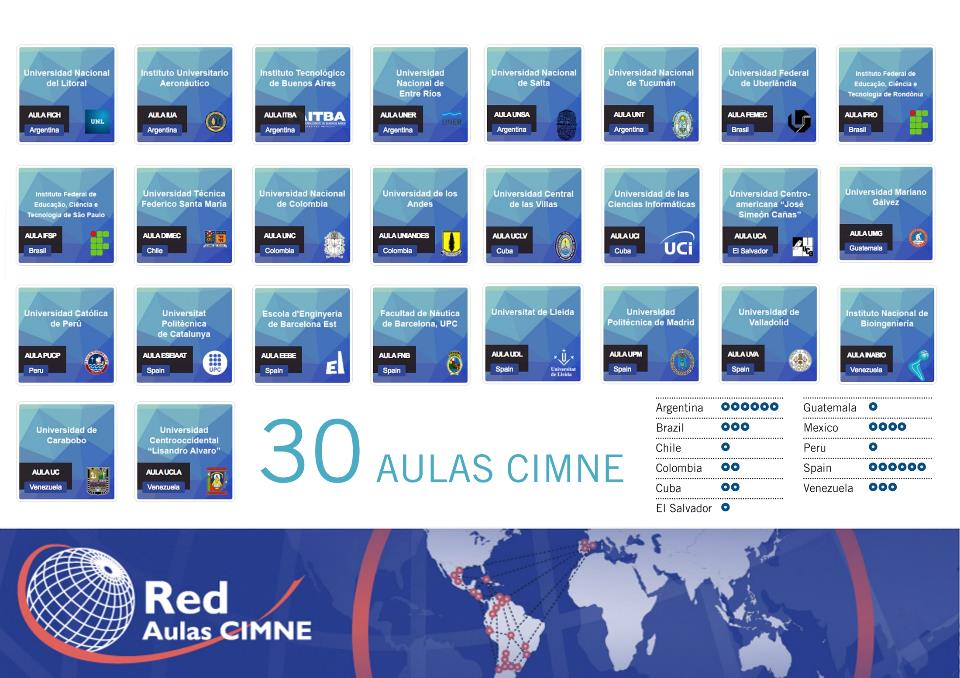 Universidad Nacional
del Litoral
AULA FICH
Argentina
UNL
Instituto Universitario
Aeronáutico
AULA IUA
Argentina
Instituto Tecnológico
de Buenos Aires
AULA ITBA
Argentina
ITBA
Universidad
Nacional
de Entre Ríos
AULA UNER
Argentina
UNER
Universidad Nacional
de Salta
AULA UNSA
Argentina
Universidad Nacional
de Tucumán
AULA UNT
Argentina
Universidad Federal
de Uberlândia
AULA FEMEC
Brasil
Instituto Federal de
Educação, Ciência e
Tecnologia de Rondônia
AULA IFRO
Brasil
Instituto Federal de
Educação, Ciência e
Tecnologia de São Paulo
AULA IFSP
Brasil
Universidad Técnica
Federico Santa María
AULA DIMEC
Chile
Universidad Nacional
de Colombia
AULA UNC
Colombia
Universidad de los
Andes
AULA UNIANDES
Colombia
Universidad Central
de las Villas
AULA UCLV
Cuba
Universidad de las
Ciencias Informáticas
AULA UCI
Cuba
UCi
Universidad Centro-
americana “José
Simeón Cañas”
AULA UCA
El Salvador
Universidad Mariano
Gálvez
AULA UMG
Guatemala
Universidad Católica
de Perú
AULA PUCP
Peru
Universitat
Politècnica
de Catalunya
AULA ESBAAT
Spain
UPC
Escola d'Enginyeria
de Barcelona Est
AULA EEBE
Spain
Facultad de Náutica
de Barcelona, UPC
AULA FNB
Spain
Universitat de Lleida
AULA UDL
Spain
Universitat
de Lleida
Universidad
Politécnica de Madrid
AULA UPM
Spain
Universidad de
Valladolid
AULA UVA
Spain
Instituto Nacional de
Bioingeniería
AULA INABIO
Venezuela
Universidad de
Carabobo
AULA UC
Venezuela
Universidad
Centrooccidental
“Lisandro Alvaro”
AULA UCLA
Venezuela
30 AULAS CIMNE
Argentina
Brazil
Chile
Colombia
Cuba
El Salvador
Guatemala
Mexico
Peru
Spain
Venezuela
Red
Aulas CIMNE